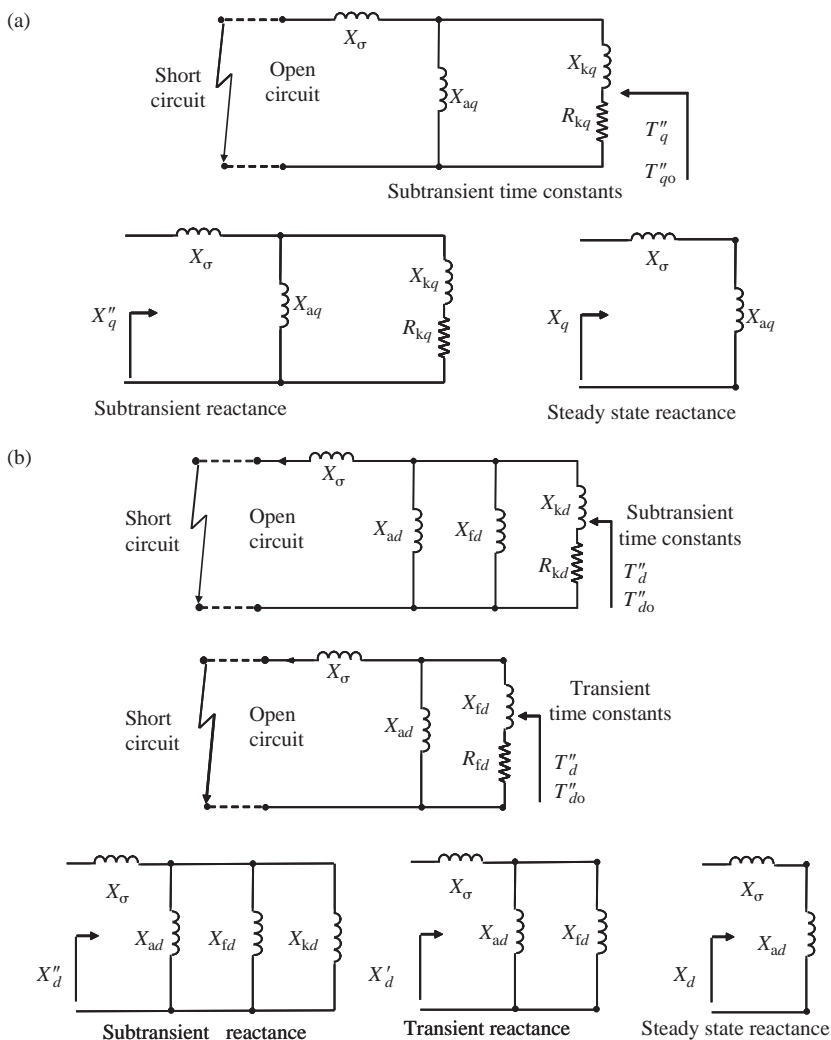 (a)
Xσ
Short circuit
Open circuit
Xaq
Xkq
Rkq
T″q
T″qo
Subtransient time constants
Xσ
X″q
Xaq
Xkq
Rkq
Subtransient reactance
Xσ
Xq
Xaq
Steady state reactance
(b)
Xσ
Short circuit
Open circuit
Xad
Xfd
Xkd
Rkd
Subtransient
time constants
T″d
T″do
Xσ
Short circuit
Open circuit
Xad
Xfd
Rfd
Transient
time constants
T″d
T″do
Xσ
X″d
Xad
Xfd
Xkd
Subtransient reactance
Xσ
X′d
Xad
Xfd
Transient reactance
Xσ
Xd
Xad
Steady state reactance